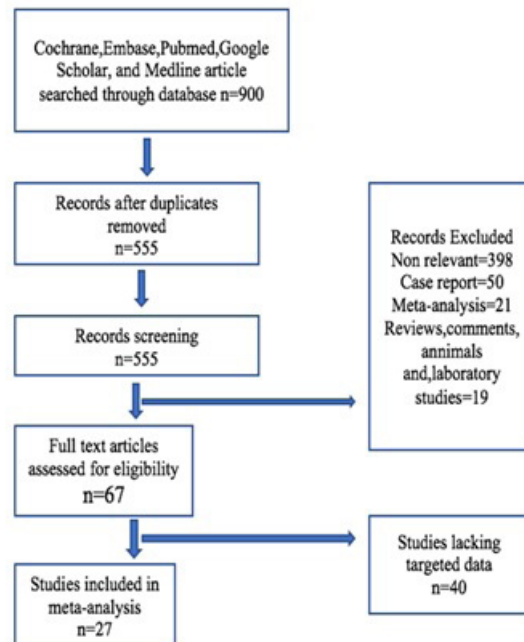 Cochrane,Embase,Pubmed,Google
Scholar, and Medline article
searched through database n=900
Records after duplicates
removed
n=555
Records screening
n=555
Records Excluded
Non relevant=398
Case report=50
Meta-analysis=21
Reviews,comments,
annimals
and,laboratory
studies=19
Full text articles
assessed for eligibility
n=67
Studies lacking
targeted data
n=40
Studies included in
meta-analysis
n=27